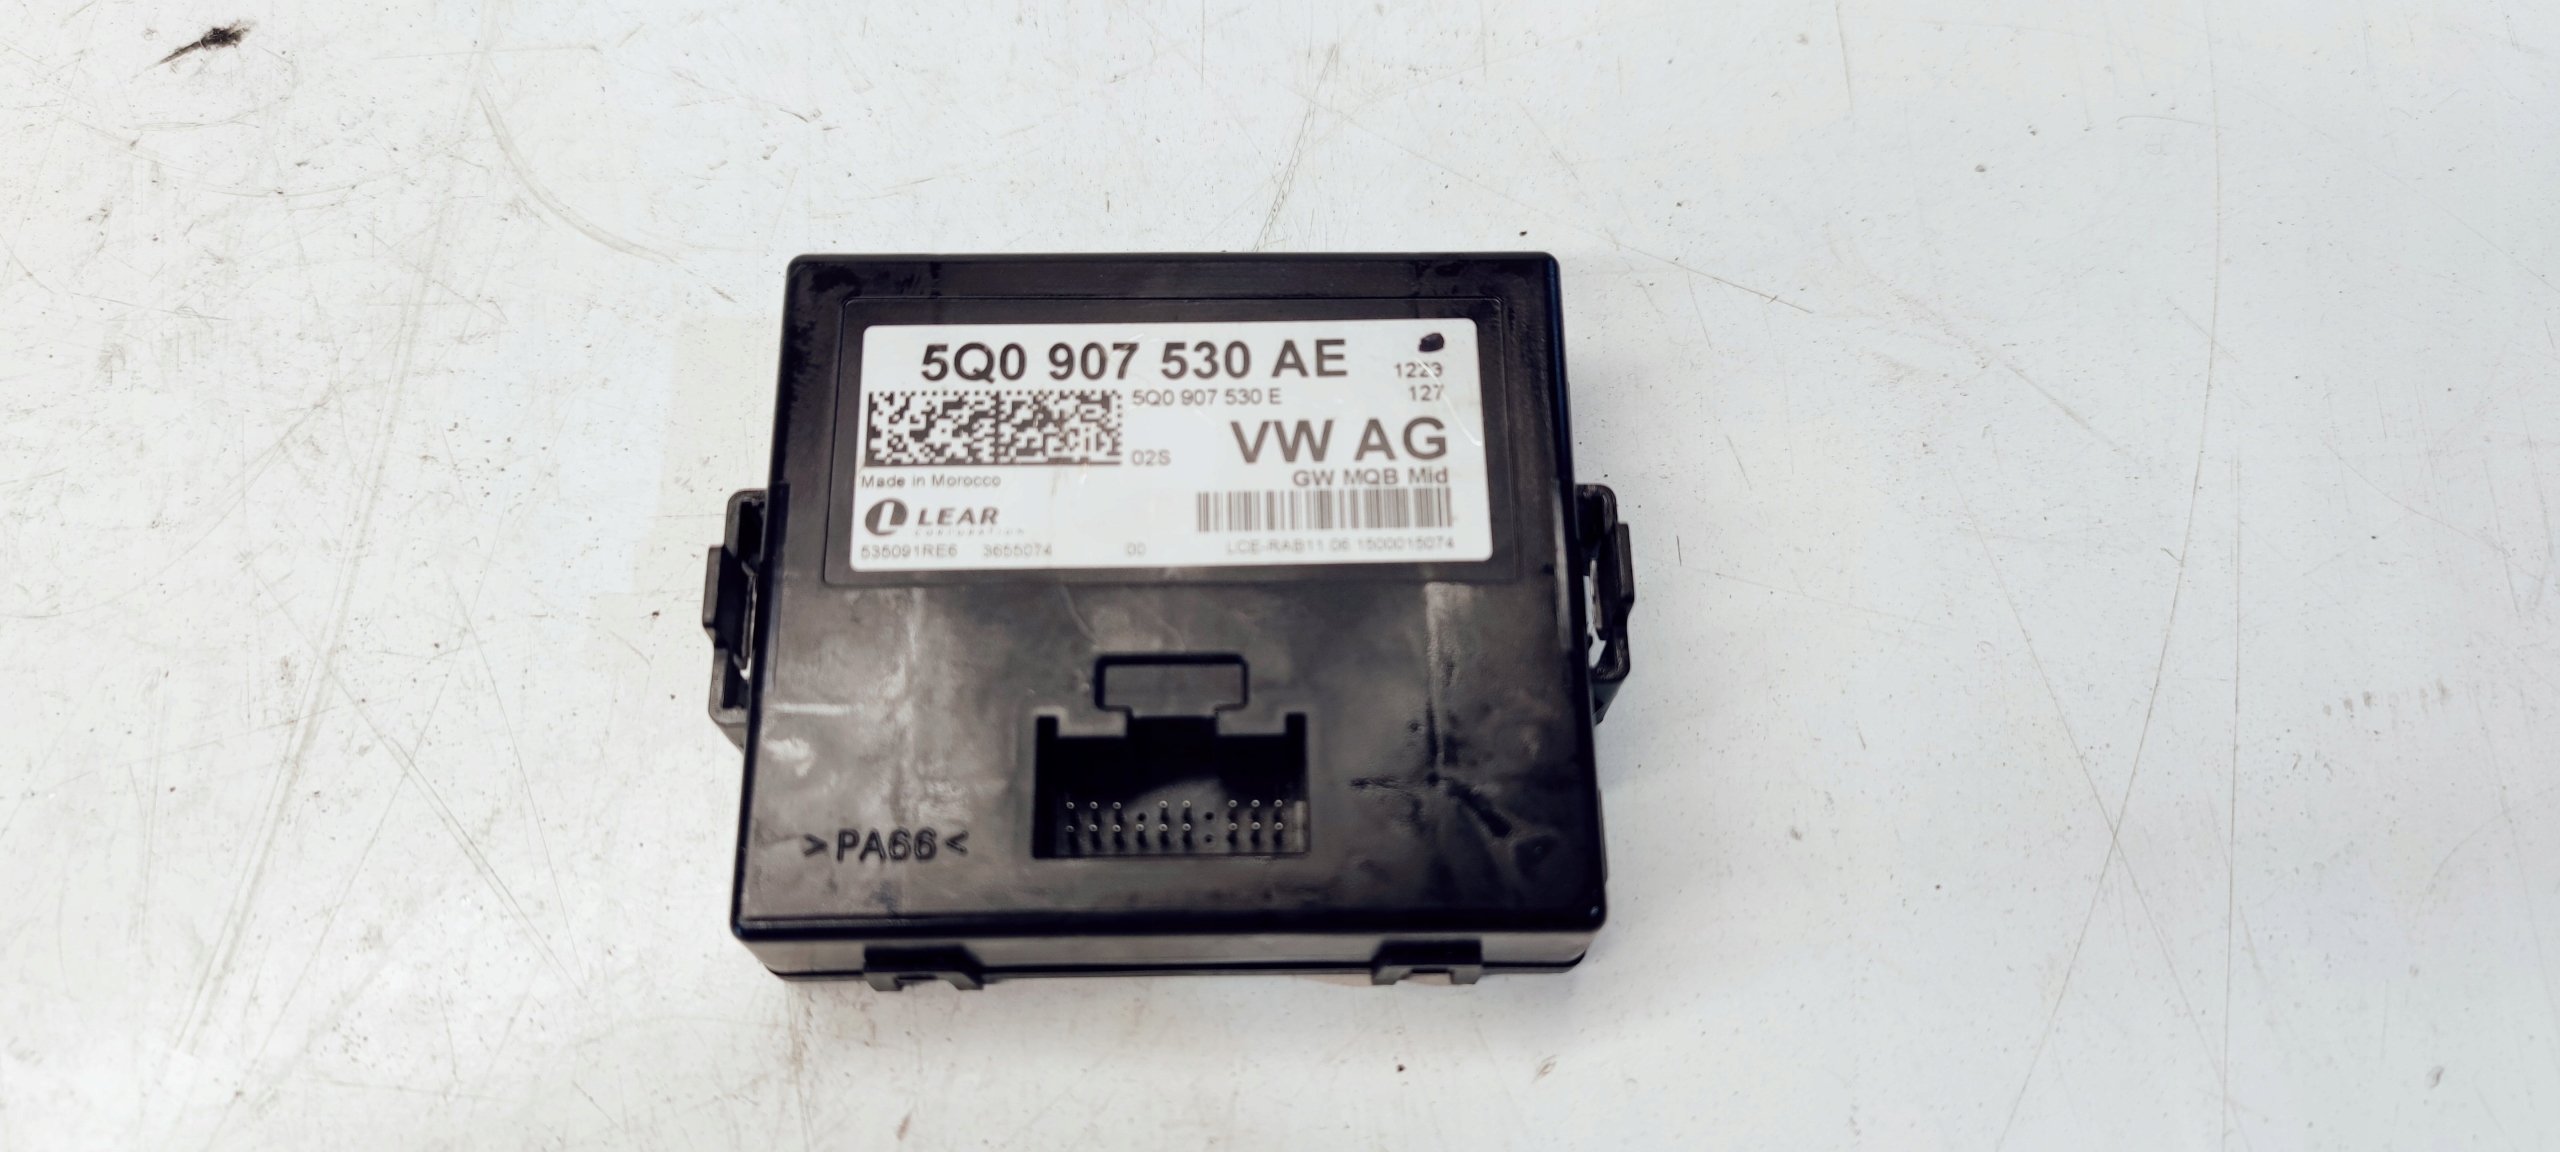 5Q0 907 530 AE
1223
5Q0 907 530 E
127
VW AG
02S
GW MQB Mid
Made in Morocco
LEAR
CORPORATION
535091RE6 3655074 00 LCE-RAB11.06.1500015074
>PA66<